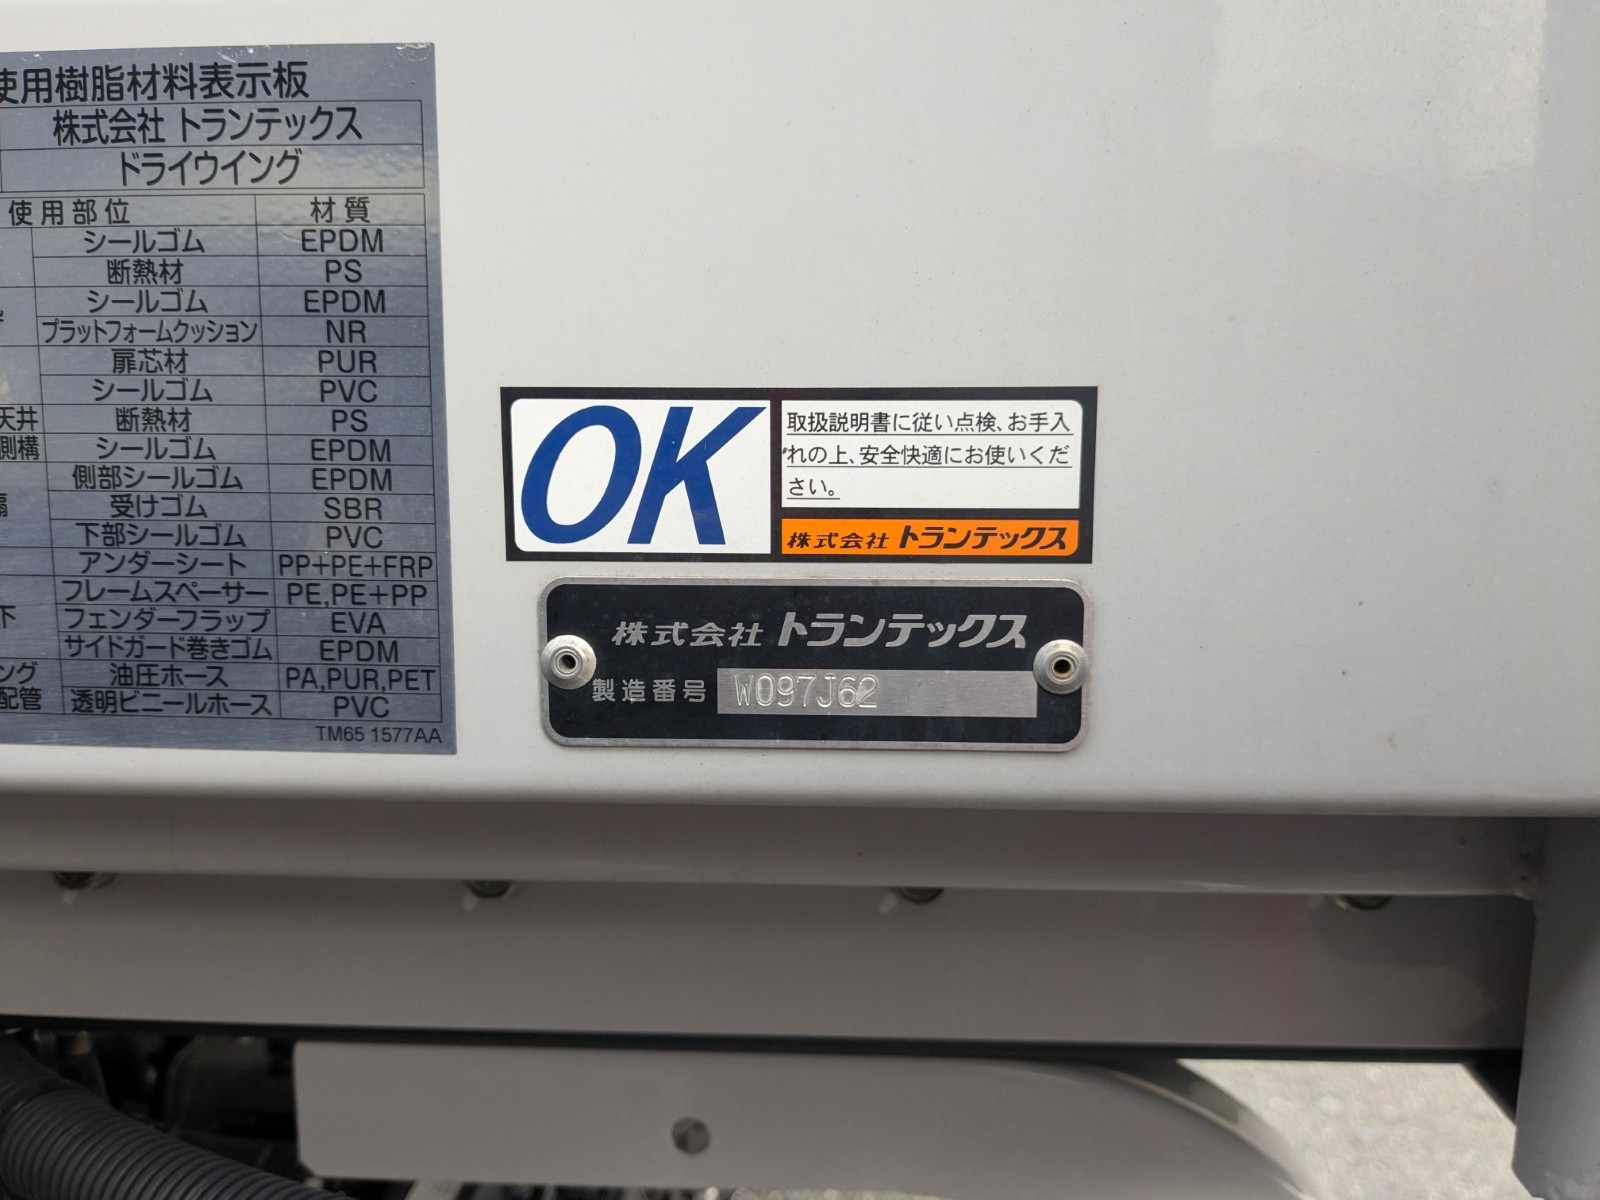 使用樹脂材料表示板
株式会社 トランテックス
ドライウイング
使用部位 材質
シールゴム EPDM
断熱材 PS
シールゴム EPDM
プラットフォームクッション NR
扉芯材 PUR
シールゴム PVC
天井 断熱材 PS
側構 シールゴム EPDM
側部シールゴム EPDM
受けゴム SBR
下部シールゴム PVC
アンダーシート PP+PE+FRP
フレームスペーサー PE,PE+PP
下 フェンダーフラップ EVA
サイドガード巻きゴム EPDM
ング 油圧ホース PA,PUR,PET
配管 透明ビニールホース PVC
TM65 1577AA
OK
取扱説明書に従い点検、お手入
れの上、安全快適にお使いくだ
さい。
株式会社 トランテックス
株式会社 トランテックス
製造番号 W097J62